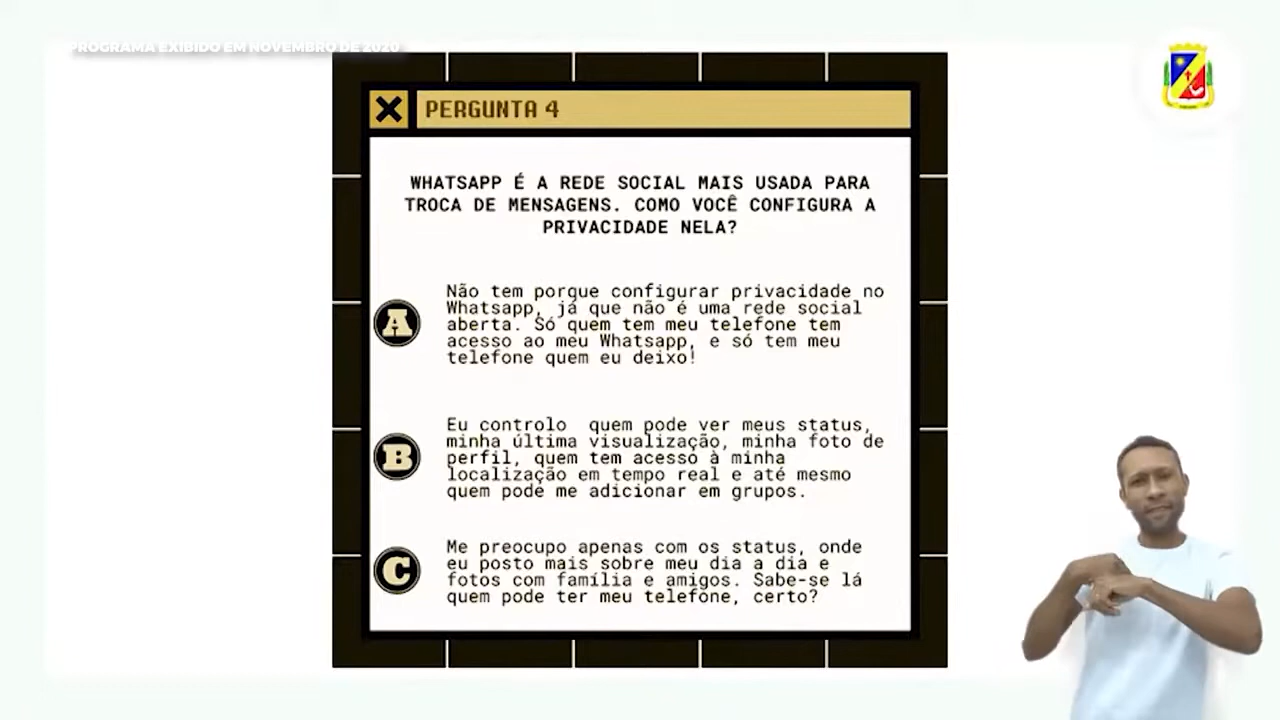 PROGRAMA EXIBIDO EM NOVEMBRO DE 2020
PERGUNTA 4
WHATSAPP É A REDE SOCIAL MAIS USADA PARA
TROCA DE MENSAGENS. COMO VOCÊ CONFIGURA A
PRIVACIDADE NELA?
A
Não tem porque configurar privacidade no
Whatsapp, já que não é uma rede social
aberta. Só quem tem meu telefone tem
acesso ao meu Whatsapp, e só tem meu
telefone quem eu deixo!
B
Eu controlo quem pode ver meus status,
minha última visualização, minha foto de
perfil, quem tem acesso à minha
localização em tempo real e até mesmo
quem pode me adicionar em grupos.
C
Me preocupo apenas com os status, onde
eu posto mais sobre meu dia a dia e
fotos com família e amigos. Sabe-se lá
quem pode ter meu telefone, certo?